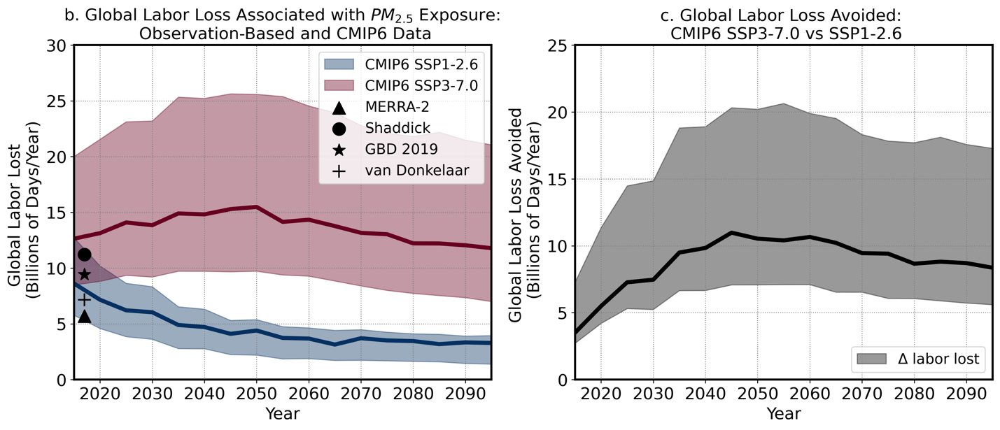 b. Global Labor Loss Associated with PM2.5 Exposure:
Observation-Based and CMIP6 Data
Global Labor Lost
(Billions of Days/Year)
30
25
20
15
10
5
0
CMIP6 SSP1-2.6
CMIP6 SSP3-7.0
MERRA-2
Shaddick
GBD 2019
van Donkelaar
2020 2030 2040 2050 2060 2070 2080 2090
Year
c. Global Labor Loss Avoided:
CMIP6 SSP3-7.0 vs SSP1-2.6
Global Labor Loss Avoided
(Billions of Days/Year)
25
20
15
10
5
0
Δ labor lost
2020 2030 2040 2050 2060 2070 2080 2090
Year